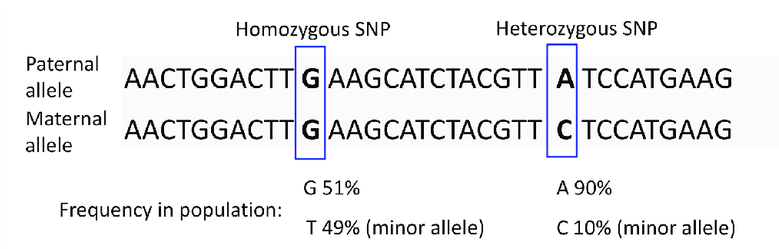 Homozygous SNP Heterozygous SNP
Paternal allele AACTGGACTT G AAGCATCTACGTT A TCCATGAAG
Maternal allele AACTGGACTT G AAGCATCTACGTT C TCCATGAAG
G 51% A 90%
Frequency in population:
T 49% (minor allele) C 10% (minor allele)